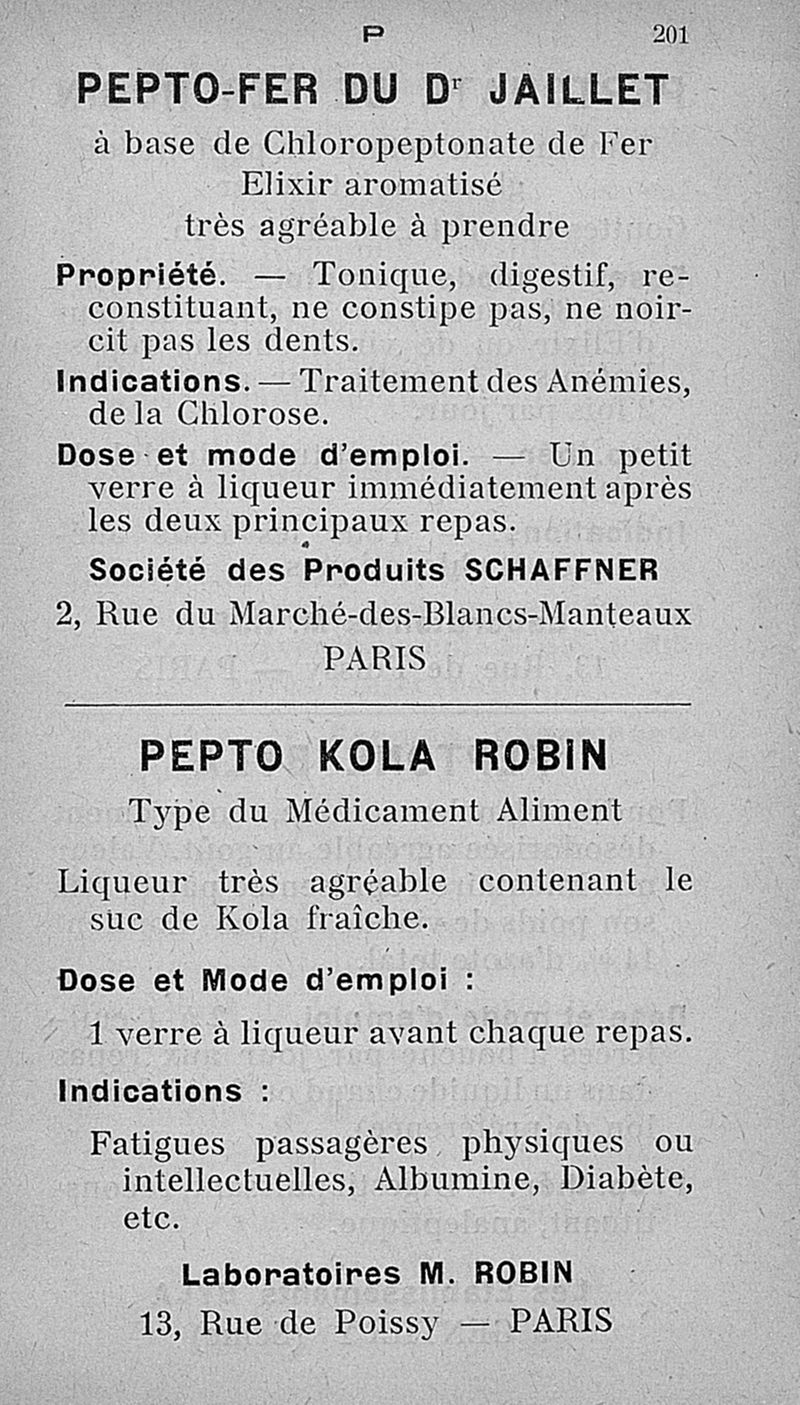 P 201
PEPTO-FER DU Dr JAILLET
à base de Chloropeptonate de Fer
Elixir aromatisé
très agréable à prendre
Propriété. — Tonique, digestif, re-
constituant, ne constipe pas, ne noir-
cit pas les dents.
Indications. — Traitement des Anémies,
de la Chlorose.
Dose et mode d'emploi. — Un petit
verre à liqueur immédiatement après
les deux principaux repas.
Société des Produits SCHAFFNER
2, Rue du Marché-des-Blancs-Manteaux
PARIS
PEPTO KOLA ROBIN
Type du Médicament Aliment
Liqueur très agréable contenant le
suc de Kola fraîche.
Dose et Mode d'emploi :
1 verre à liqueur avant chaque repas.
Indications :
Fatigues passagères, physiques ou
intellectuelles, Albumine, Diabète,
etc.
Laboratoires M. ROBIN
13, Rue de Poissy — PARIS